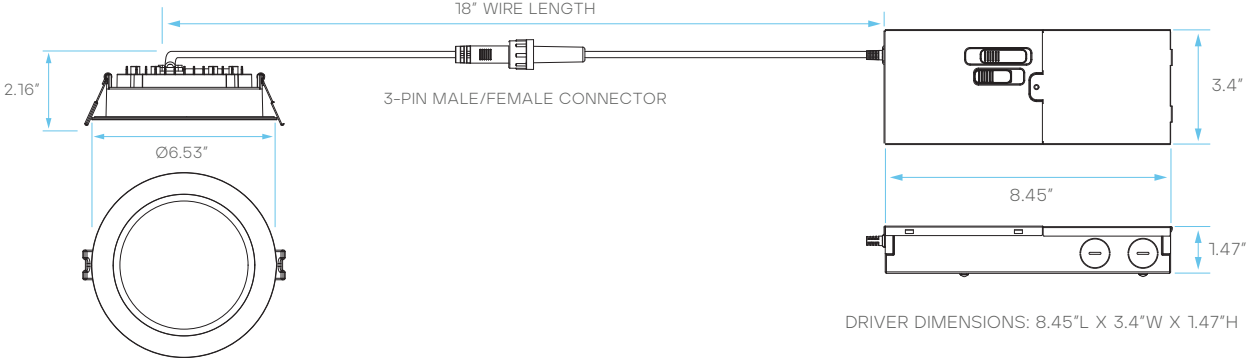 18" WIRE LENGTH
2.16"
3-PIN MALE/FEMALE CONNECTOR
3.4"
Ø6.53"
8.45"
1.47"
DRIVER DIMENSIONS: 8.45"L X 3.4"W X 1.47"H